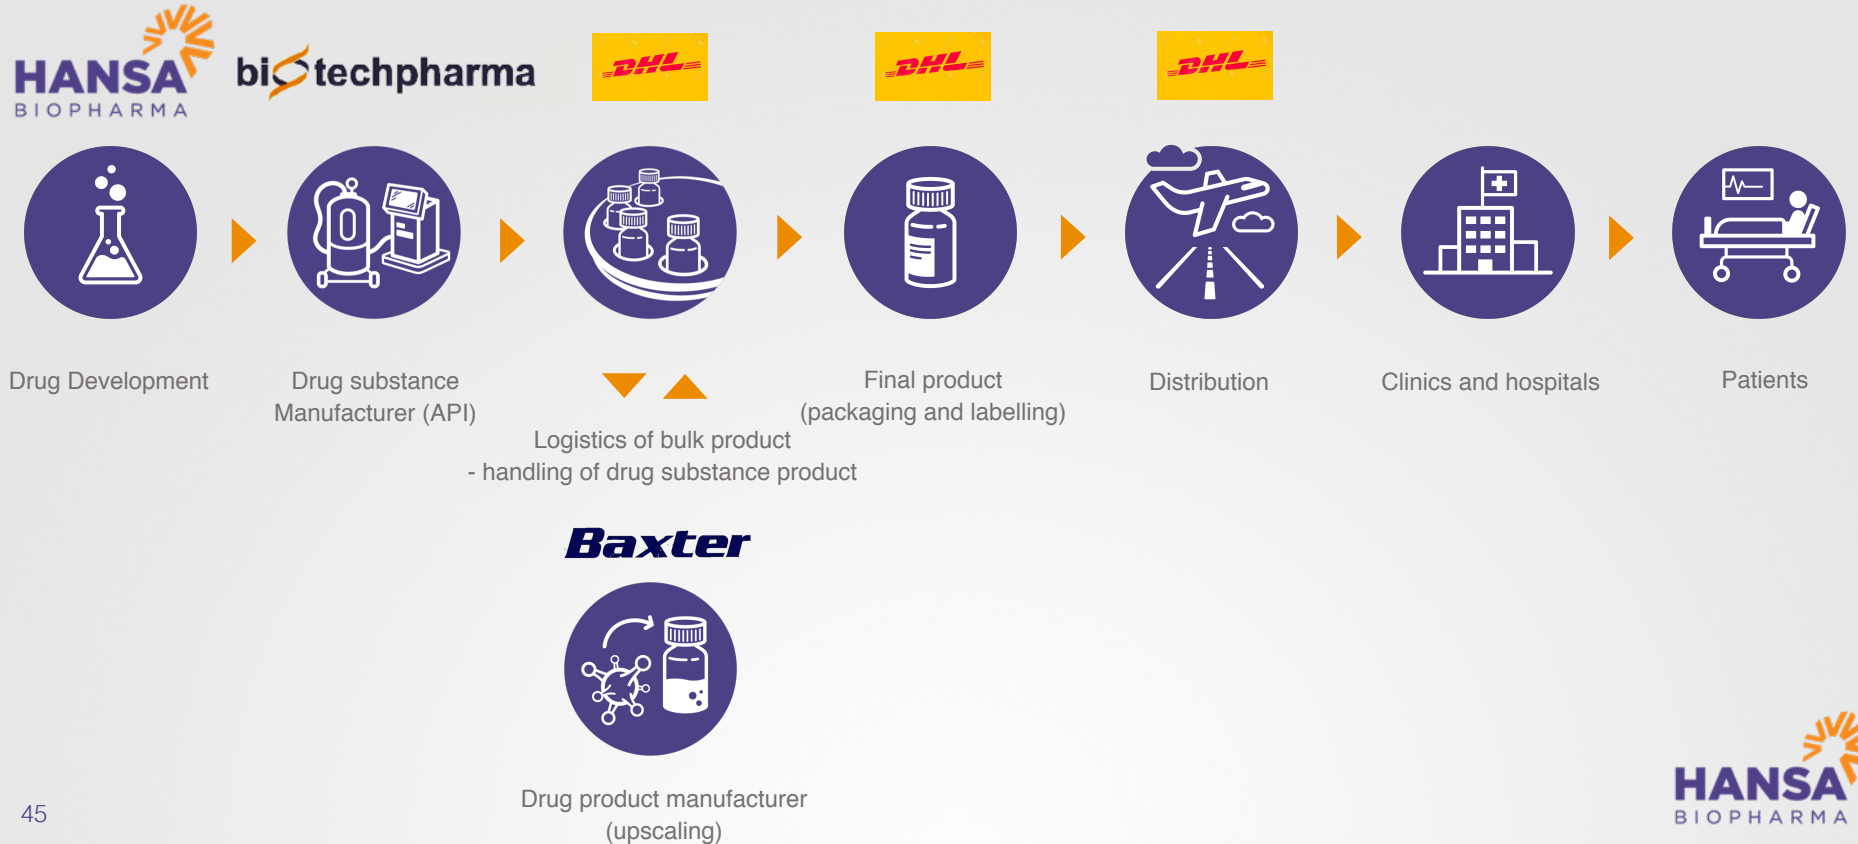 HANSA
BIOPHARMA
biotechpharma
DHL
DHL
DHL
Drug Development
Drug substance
Manufacturer (API)
Logistics of bulk product
- handling of drug substance product
Final product
(packaging and labelling)
Distribution
Clinics and hospitals
Patients
Baxter
Drug product manufacturer
(upscaling)
45
HANSA
BIOPHARMA